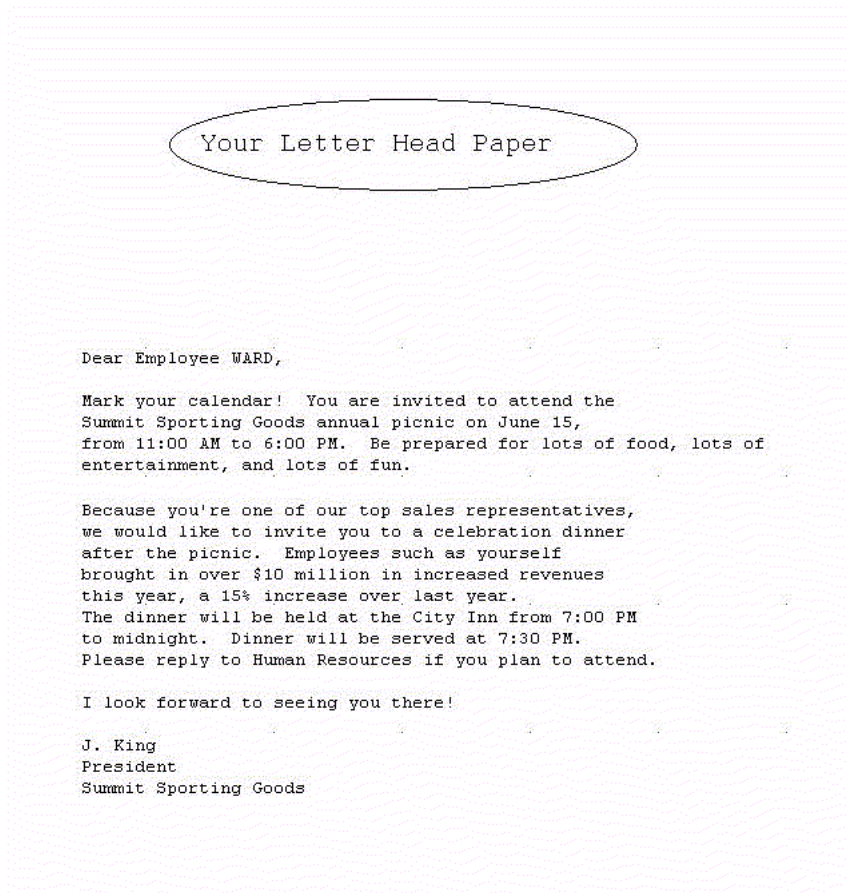 Your Letter Head Paper
Dear Employee WARD,
Mark your calendar!  You are invited to attend the
Summit Sporting Goods annual picnic on June 15,
from 11:00 AM to 6:00 PM.  Be prepared for lots of food, lots of
entertainment, and lots of fun.
Because you're one of our top sales representatives,
we would like to invite you to a celebration dinner
after the picnic.  Employees such as yourself
brought in over $10 million in increased revenues
this year, a 15% increase over last year.
The dinner will be held at the City Inn from 7:00 PM
to midnight.  Dinner will be served at 7:30 PM.
Please reply to Human Resources if you plan to attend.
I look forward to seeing you there!
J. King
President
Summit Sporting Goods